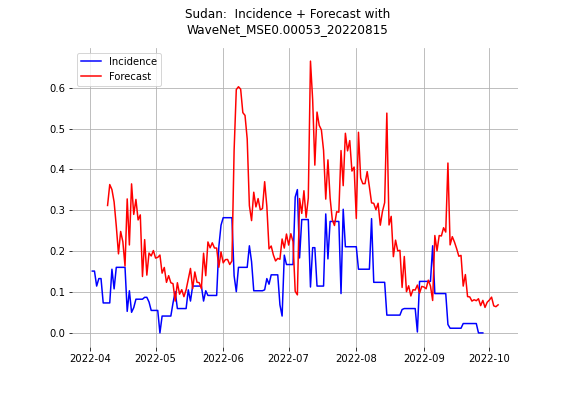 Sudan:  Incidence + Forecast with
WaveNet_MSE0.00053_20220815
Incidence
Forecast
0.6
0.5
0.4
0.3
0.2
0.1
0.0
2022-04 2022-05 2022-06 2022-07 2022-08 2022-09 2022-10